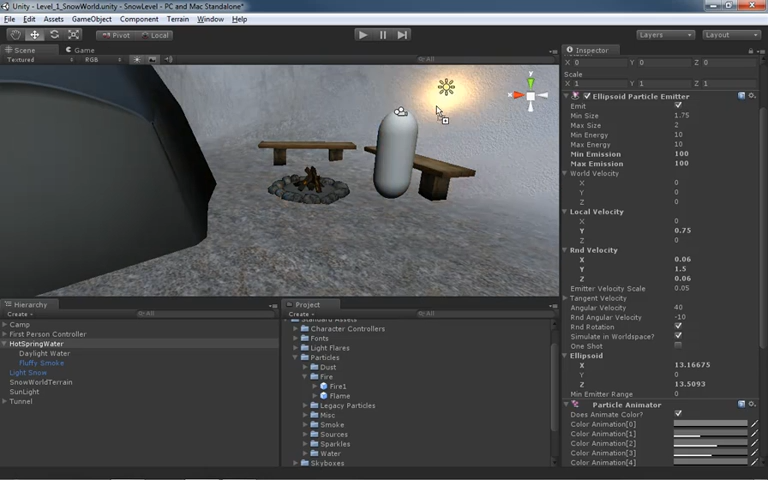 Unity - Level_1_SnowWorld.unity - SnowLevel - PC and Mac Standalone*
File Edit Assets GameObject Component Terrain Window Help
Pivot Local Layers Layout
Scene Game
Textured RGB All
y
Inspector
X 0 Y 0 Z 0
Scale
X 1 Y 1 Z 1
Ellipsoid Particle Emitter
Emit
Min Size 1.75
Max Size 2
Min Energy 10
Max Energy 10
Min Emission 100
Max Emission 100
World Velocity
X 0
Y 0
Z 0
Local Velocity
X 0
Y 0.75
Z 0
Rnd Velocity
X 0.06
Y 1.5
Z 0.06
Emitter Velocity Scale 0.05
Tangent Velocity
Angular Velocity 40
Rnd Angular Velocity -10
Rnd Rotation
Simulate in Worldspace?
One Shot
Ellipsoid
X 13.16675
Y 0
Z 13.5093
Min Emitter Range 0
Particle Animator
Does Animate Color?
Color Animation[0]
Color Animation[1]
Color Animation[2]
Color Animation[3]
Color Animation[4]
Hierarchy
Create All
Camp
First Person Controller
HotSpringWater
Daylight Water
Fluffy Smoke
Light Snow
SnowWorldTerrain
SunLight
Tunnel
Project
Create All
Standard Assets
Character Controllers
Fonts
Light Flares
Particles
Dust
Fire
Fire1
Flame
Legacy Particles
Misc
Smoke
Sources
Sparkles
Water
Skyboxes